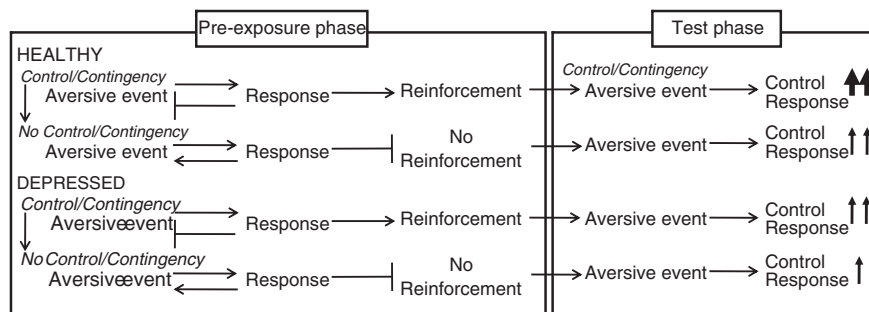 Pre-exposure phase
Test phase
HEALTHY
Control/Contingency
Aversive event
Response
Reinforcement
Control/Contingency
Aversive event
Control
Response
No Control/Contingency
Aversive event
Response
No
Reinforcement
Aversive event
Control
Response
DEPRESSED
Control/Contingency
Aversiveevent
Response
Reinforcement
Aversive event
Control
Response
No Control/Contingency
Aversiveevent
Response
No
Reinforcement
Aversive event
Control
Response